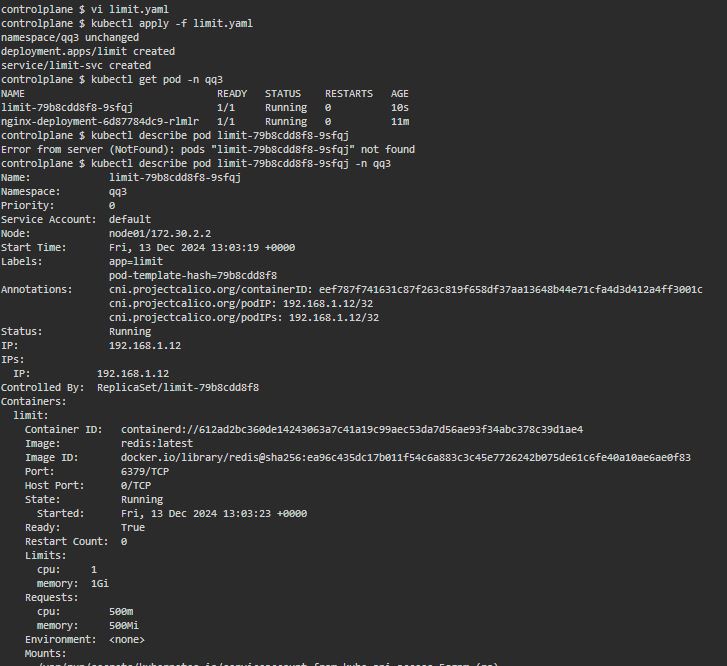 controlplane $ vi limit.yaml
controlplane $ kubectl apply -f limit.yaml
namespace/qq3 unchanged
deployment.apps/limit created
service/limit-svc created
controlplane $ kubectl get pod -n qq3
NAME READY STATUS RESTARTS AGE
limit-79b8cdd8f8-9sfqj 1/1 Running 0 10s
nginx-deployment-6d87784dc9-rlmlr 1/1 Running 0 11m
controlplane $ kubectl describe pod limit-79b8cdd8f8-9sfqj
Error from server (NotFound): pods "limit-79b8cdd8f8-9sfqj" not found
controlplane $ kubectl describe pod limit-79b8cdd8f8-9sfqj -n qq3
Name: limit-79b8cdd8f8-9sfqj
Namespace: qq3
Priority: 0
Service Account: default
Node: node01/172.30.2.2
Start Time: Fri, 13 Dec 2024 13:03:19 +0000
Labels: app=limit
pod-template-hash=79b8cdd8f8
Annotations: cni.projectcalico.org/containerID: eef787f741631c87f263c819f658df37aa13648b44e71cfa4d3d412a4ff3001c
cni.projectcalico.org/podIP: 192.168.1.12/32
cni.projectcalico.org/podIPs: 192.168.1.12/32
Status: Running
IP: 192.168.1.12
IPs:
IP: 192.168.1.12
Controlled By: ReplicaSet/limit-79b8cdd8f8
Containers:
limit:
Container ID: containerd://612ad2bc360de14243063a7c41a19c99aec53da7d56ae93f34abc378c39d1ae4
Image: redis:latest
Image ID: docker.io/library/redis@sha256:ea96c435dc17b011f54c6a883c3c45e7726242b075de61c6fe40a10ae6ae0f83
Port: 6379/TCP
Host Port: 0/TCP
State: Running
Started: Fri, 13 Dec 2024 13:03:23 +0000
Ready: True
Restart Count: 0
Limits:
cpu: 1
memory: 1Gi
Requests:
cpu: 500m
memory: 500Mi
Environment: <none>
Mounts: